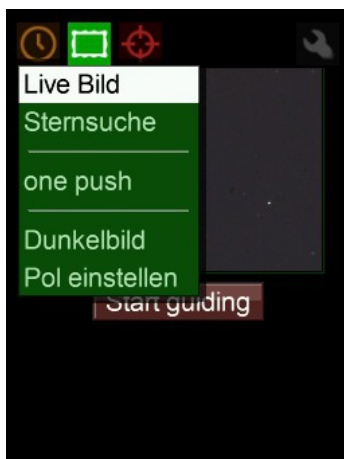 Live Bild
Sternsuche
one push
Dunkelbild
Pol einstellen
Start guiding